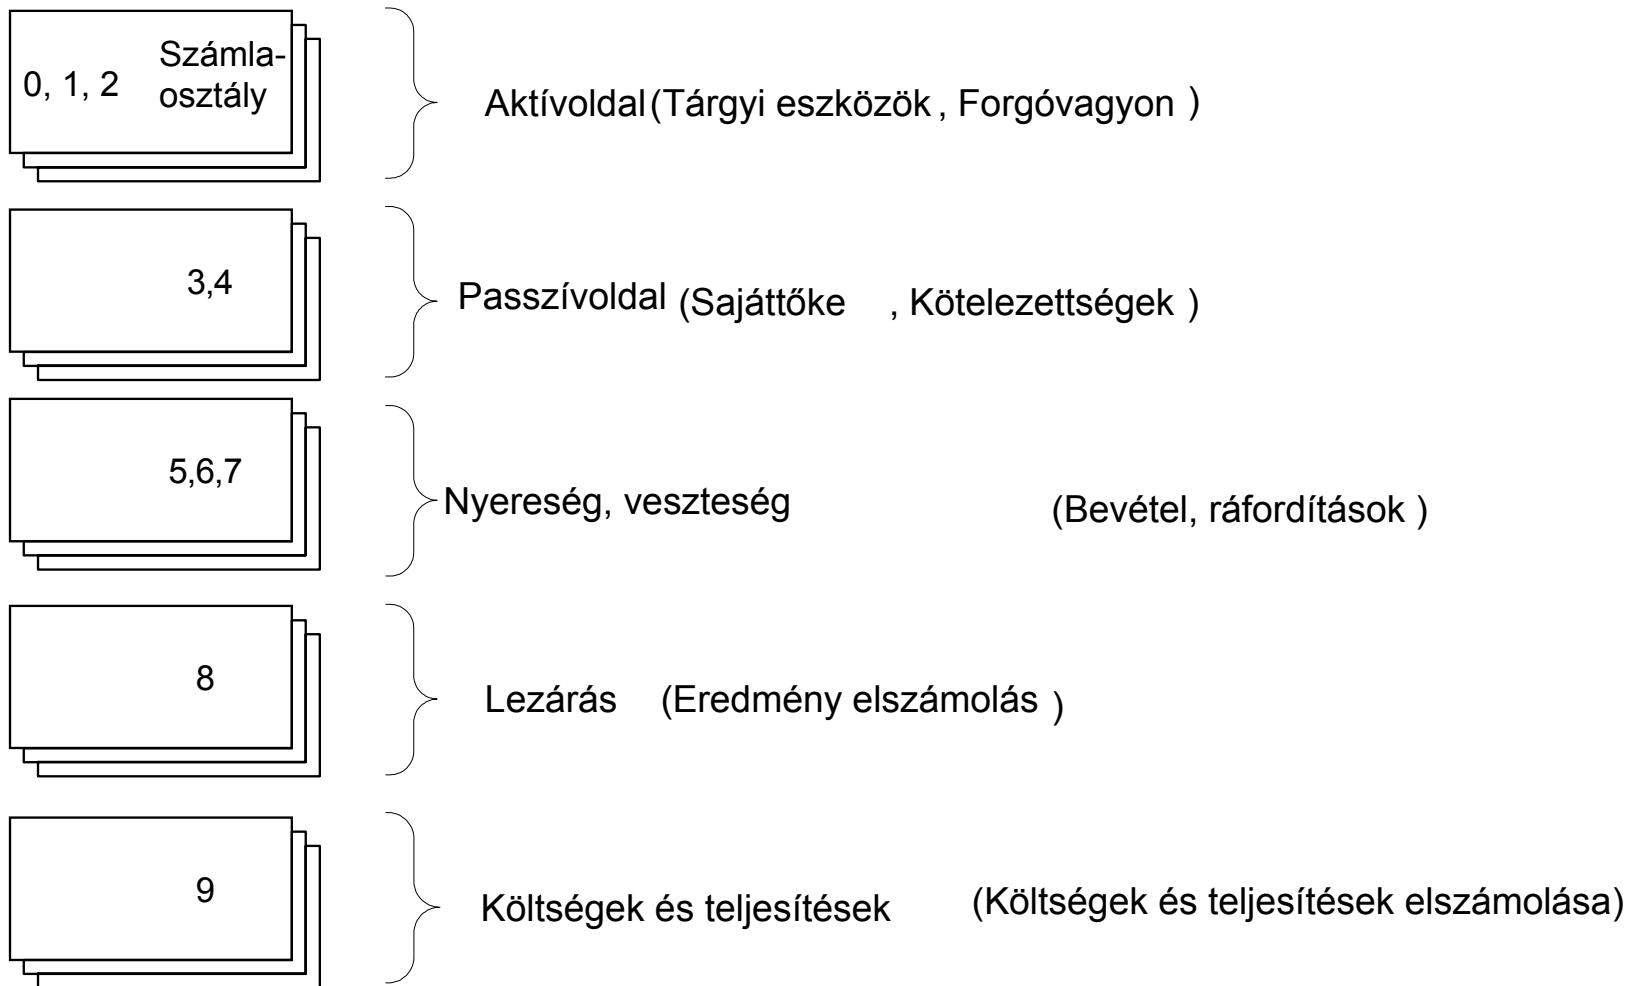 0, 1, 2 Számla-
osztály
Aktívoldal (Tárgyi eszközök , Forgóvagyon )
3,4
Passzívoldal (Sajáttőke , Kötelezettségek )
5,6,7
Nyereség, veszteség (Bevétel, ráfordítások )
8
Lezárás (Eredmény elszámolás )
9
Költségek és teljesítések (Költségek és teljesítések elszámolása)